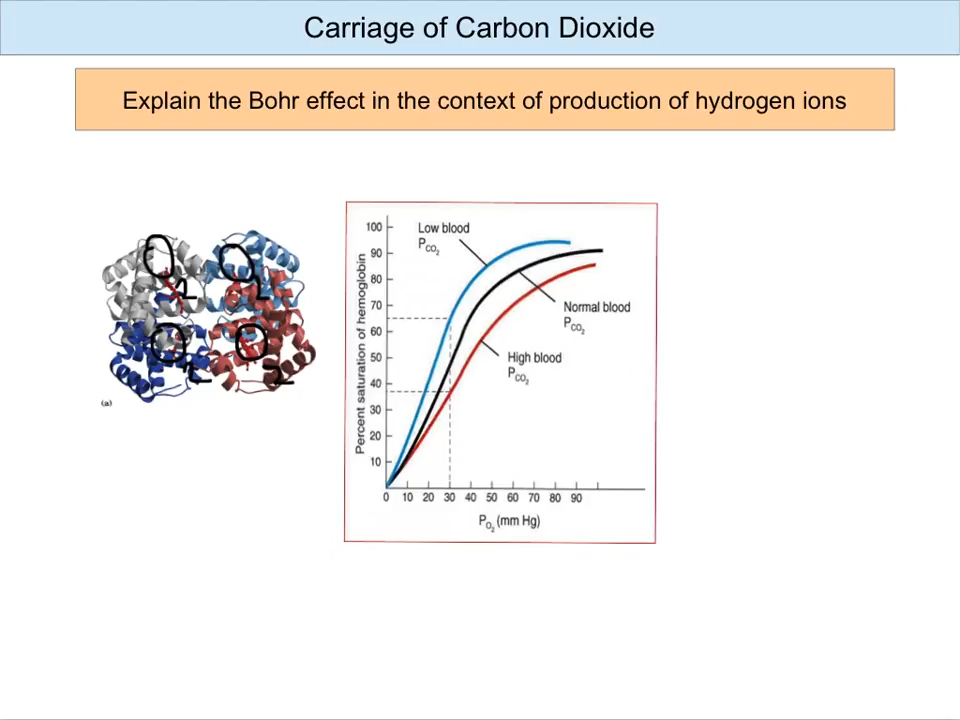 Carriage of Carbon Dioxide
Explain the Bohr effect in the context of production of hydrogen ions
(a)
Percent saturation of hemoglobin
100
90
80
70
60
50
40
30
20
10
Low blood
PCO2
Normal blood
PCO2
High blood
PCO2
0 10 20 30 40 50 60 70 80 90
PO2 (mm Hg)